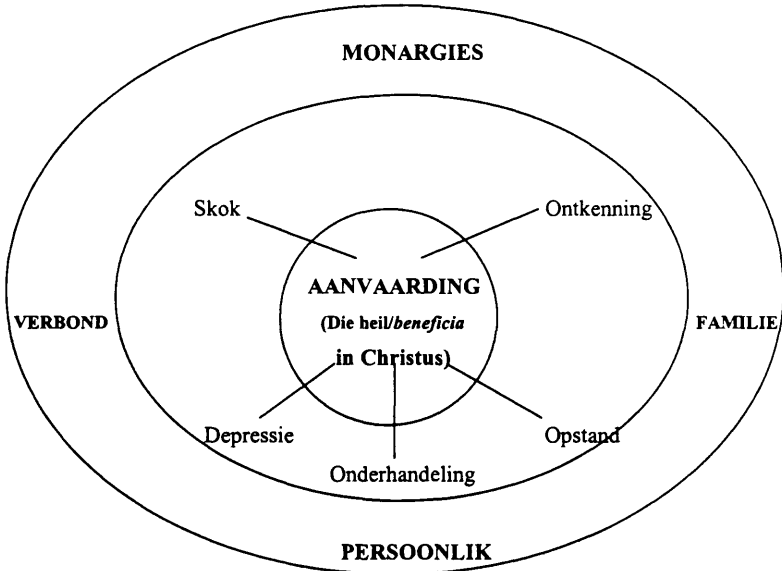 MONARGIES
Skok
Ontkenning
AANVAARDING
(Die heil/beneficia
in Christus)
VERBOND
FAMILIE
Depressie
Opstand
Onderhandeling
PERSOONLIK